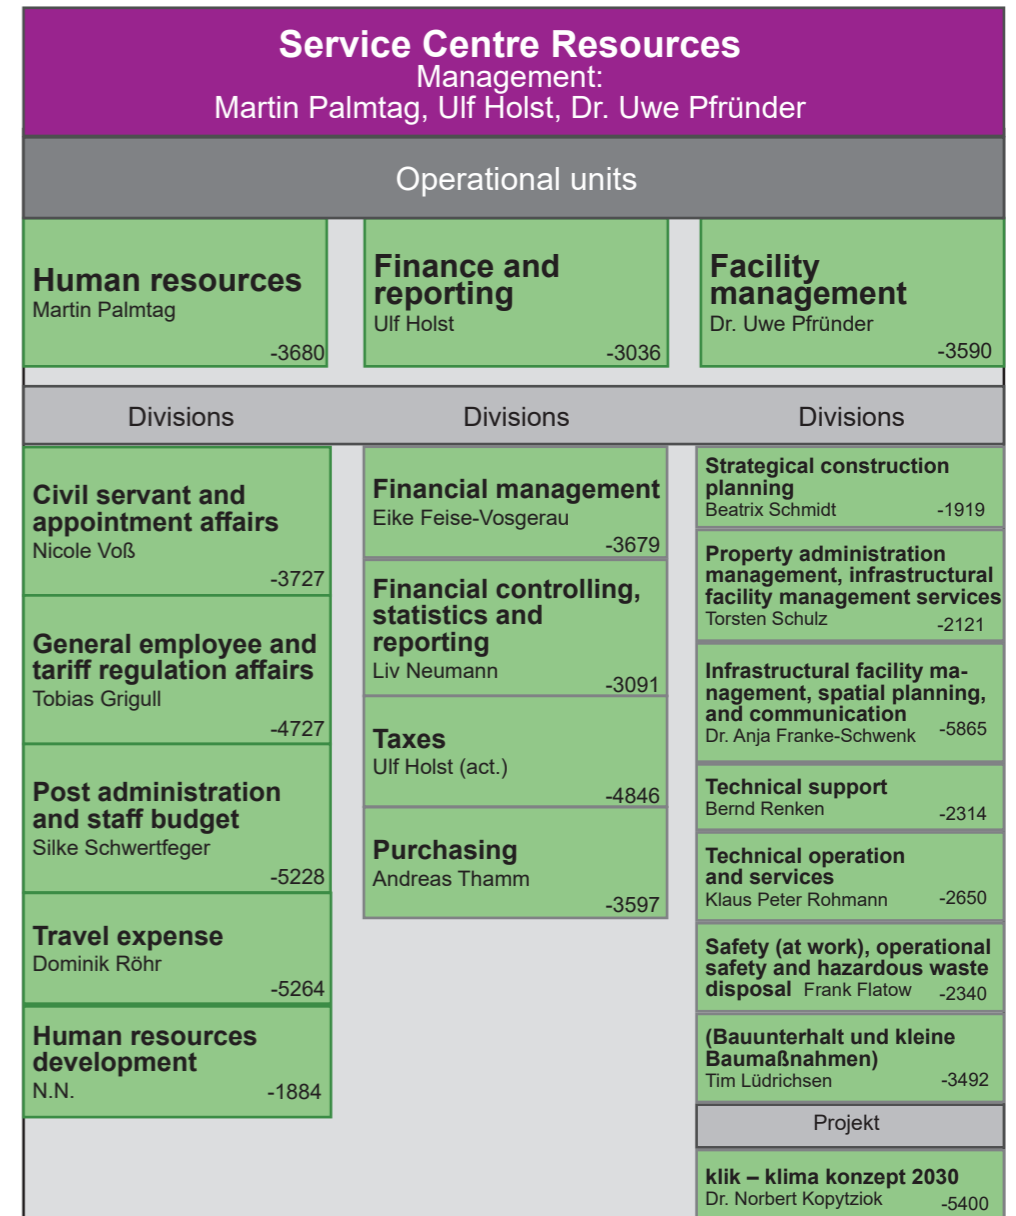 Service Centre Resources
Management:
Martin Palmtag, Ulf Holst, Dr. Uwe Pfründer
Operational units
Human resources
Martin Palmtag
-3680
Finance and
reporting
Ulf Holst
-3036
Facility
management
Dr. Uwe Pfründer
-3590
Divisions
Civil servant and
appointment affairs
Nicole Voß
-3727
General employee and
tariff regulation affairs
Tobias Grigull
-4727
Post administration
and staff budget
Silke Schwertfeger
-5228
Travel expense
Dominik Röhr
-5264
Human resources
development
N.N. -1884
Divisions
Financial management
Eike Feise-Vosgerau
-3679
Financial controlling,
statistics and
reporting
Liv Neumann
-3091
Taxes
Ulf Holst (act.)
-4846
Purchasing
Andreas Thamm
-3597
Divisions
Strategical construction
planning
Beatrix Schmidt -1919
Property administration
management, infrastructural
facility management services
Torsten Schulz -2121
Infrastructural facility ma-
nagement, spatial planning,
and communication
Dr. Anja Franke-Schwenk -5865
Technical support
Bernd Renken -2314
Technical operation
and services
Klaus Peter Rohmann -2650
Safety (at work), operational
safety and hazardous waste
disposal Frank Flatow -2340
(Bauunterhalt und kleine
Baumaßnahmen)
Tim Lüdrichsen -3492
Projekt
klik – klima konzept 2030
Dr. Norbert Kopytziok -5400